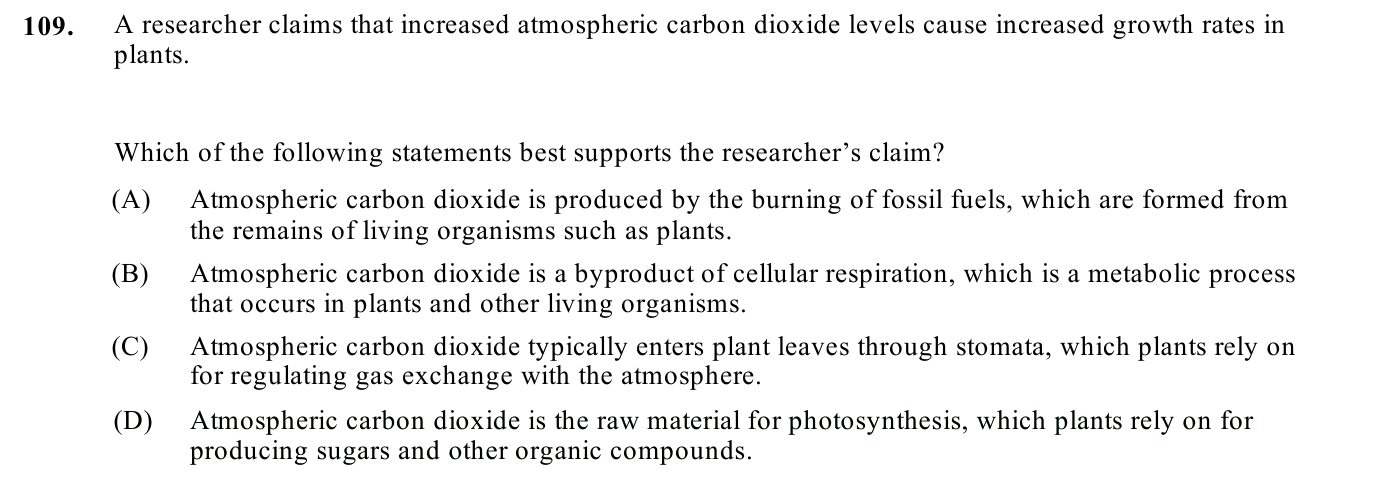 109. A researcher claims that increased atmospheric carbon dioxide levels cause increased growth rates in
plants.
Which of the following statements best supports the researcher’s claim?
(A) Atmospheric carbon dioxide is produced by the burning of fossil fuels, which are formed from
the remains of living organisms such as plants.
(B) Atmospheric carbon dioxide is a byproduct of cellular respiration, which is a metabolic process
that occurs in plants and other living organisms.
(C) Atmospheric carbon dioxide typically enters plant leaves through stomata, which plants rely on
for regulating gas exchange with the atmosphere.
(D) Atmospheric carbon dioxide is the raw material for photosynthesis, which plants rely on for
producing sugars and other organic compounds.